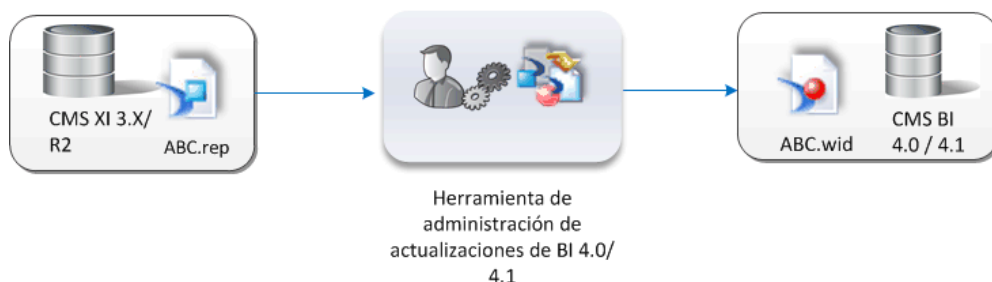 CMS XI 3.X/
R2
ABC.rep
Herramienta de
administración de
actualizaciones de BI 4.0/
4.1
ABC.wid
CMS BI
4.0 / 4.1